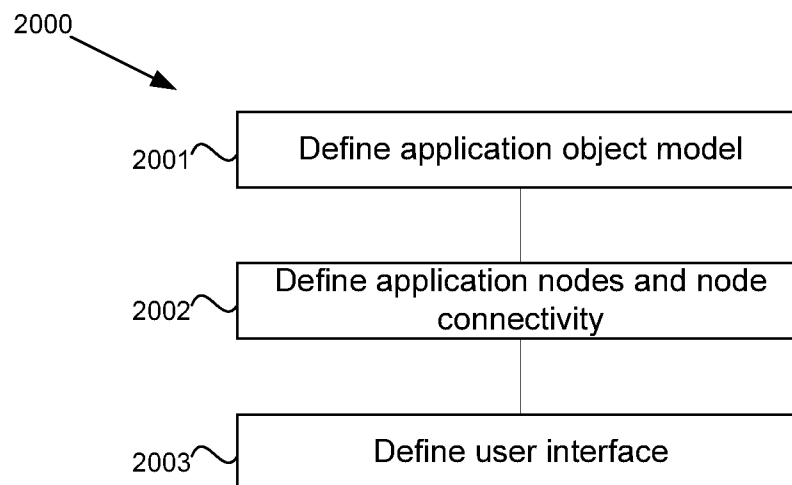 2000
2001
Define application object model
2002
Define application nodes and node
connectivity
2003
Define user interface